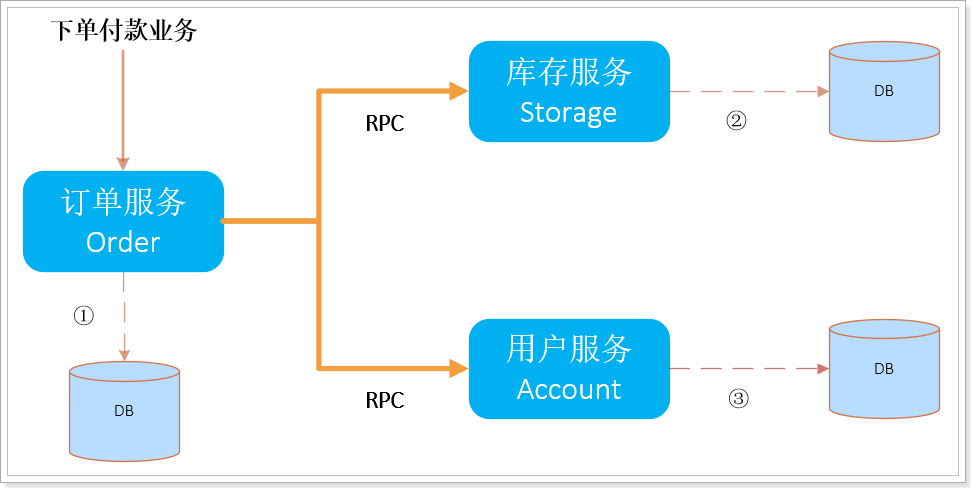 下单付款业务
库存服务
Storage
DB
RPC
②
订单服务
Order
①
DB
用户服务
Account
DB
RPC
③